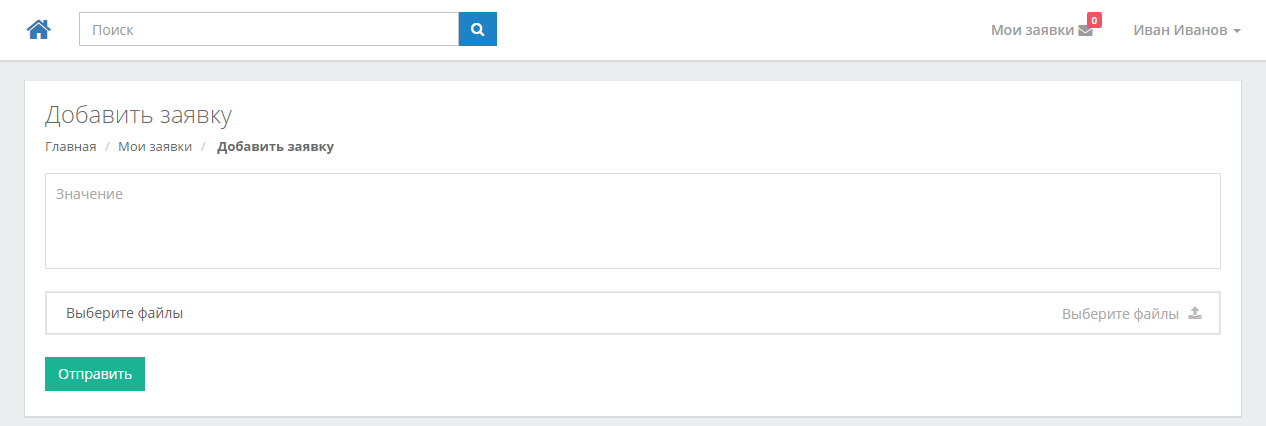 Поиск
Мои заявки 0
Иван Иванов
Добавить заявку
Главная / Мои заявки / Добавить заявку
Значение
Выберите файлы Выберите файлы
Отправить